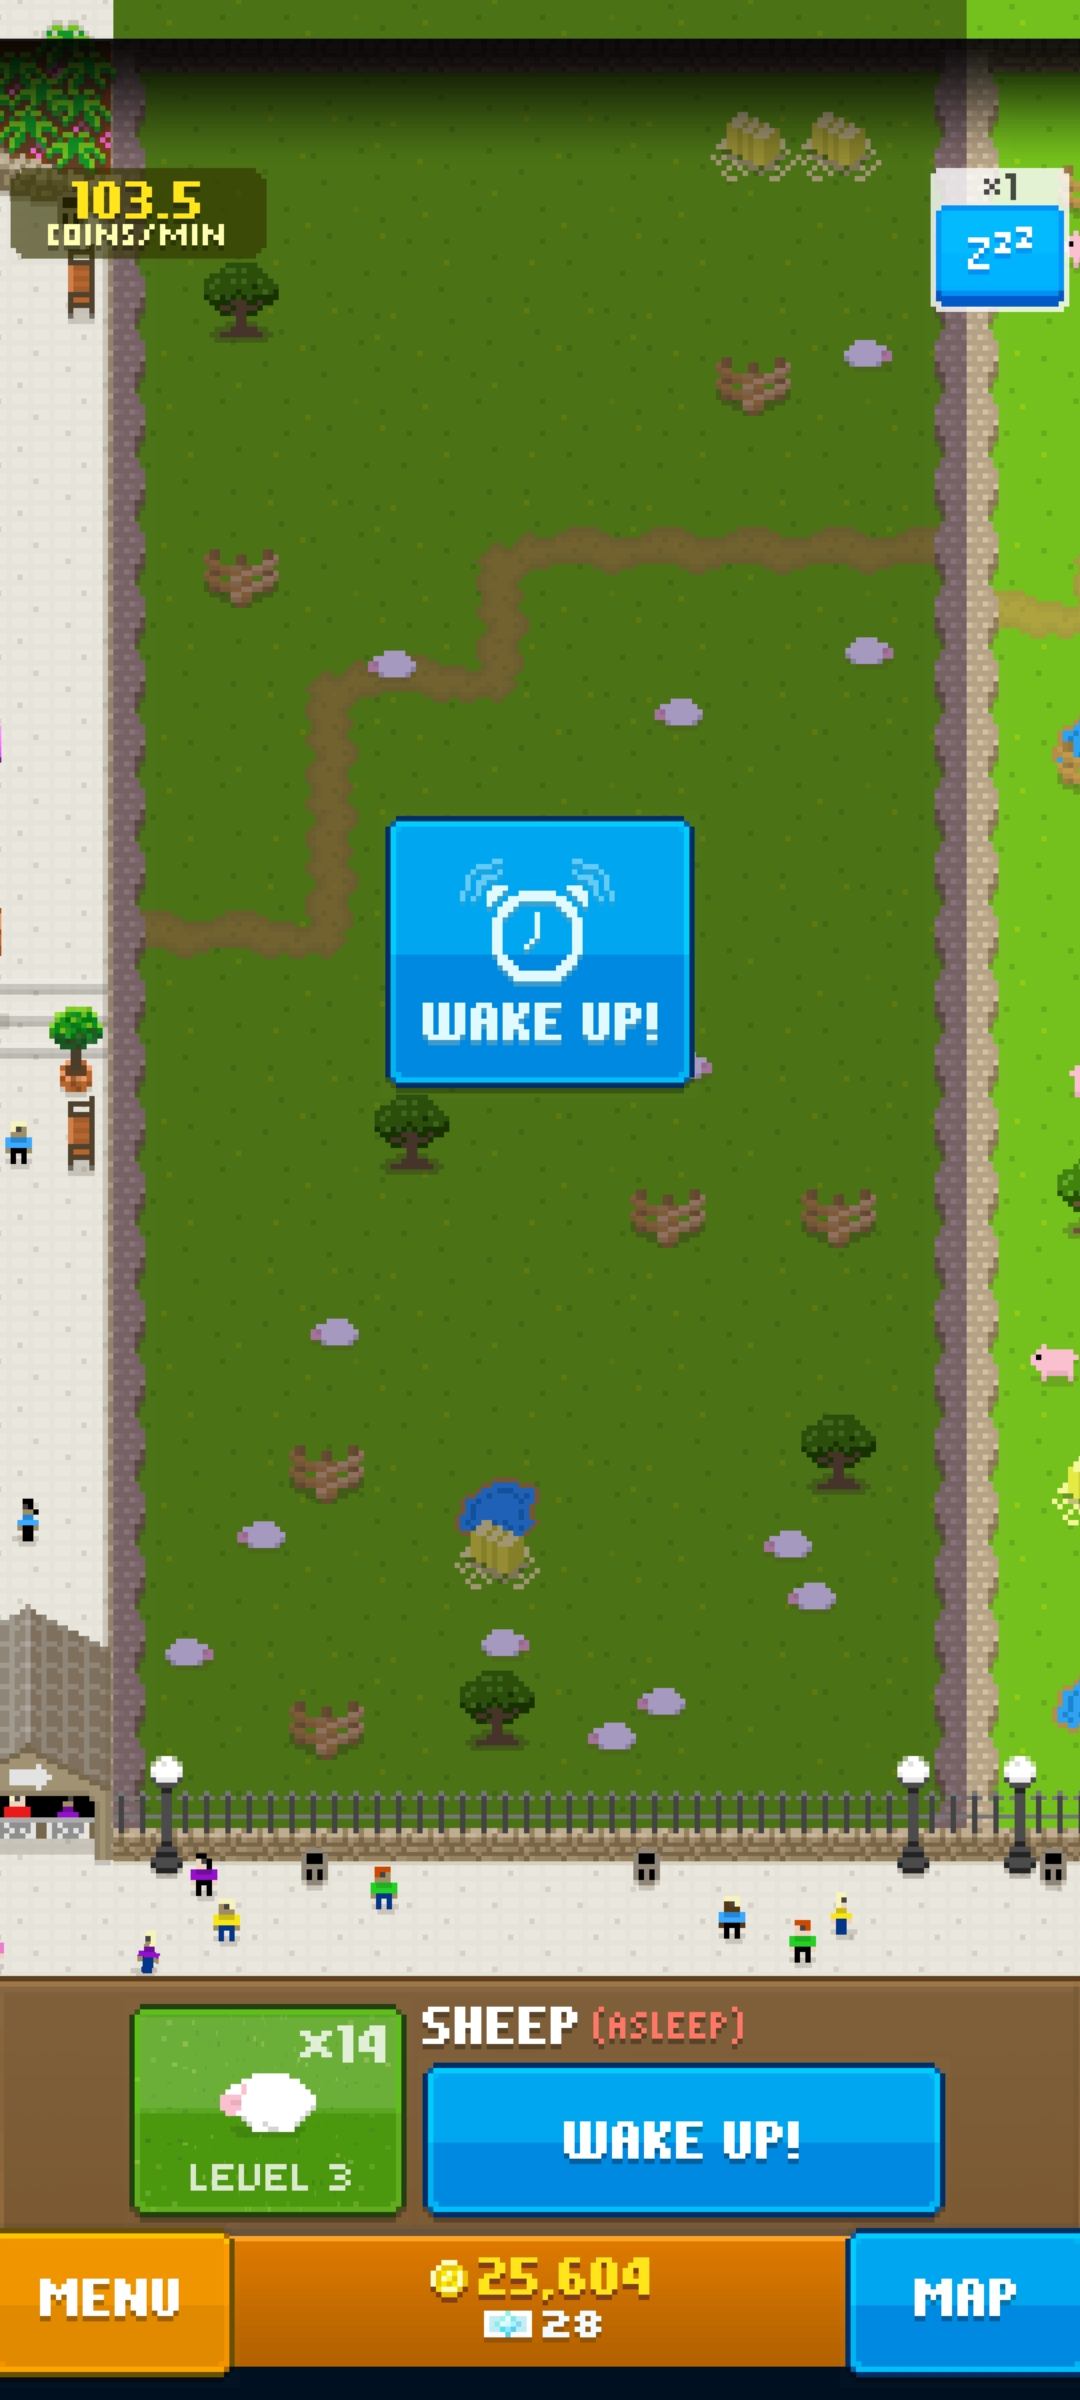 103.5
COINS/MIN
x1
Zzz
WAKE UP!
x14
LEVEL 3
SHEEP (ASLEEP)
WAKE UP!
MENU
25,604
28
MAP